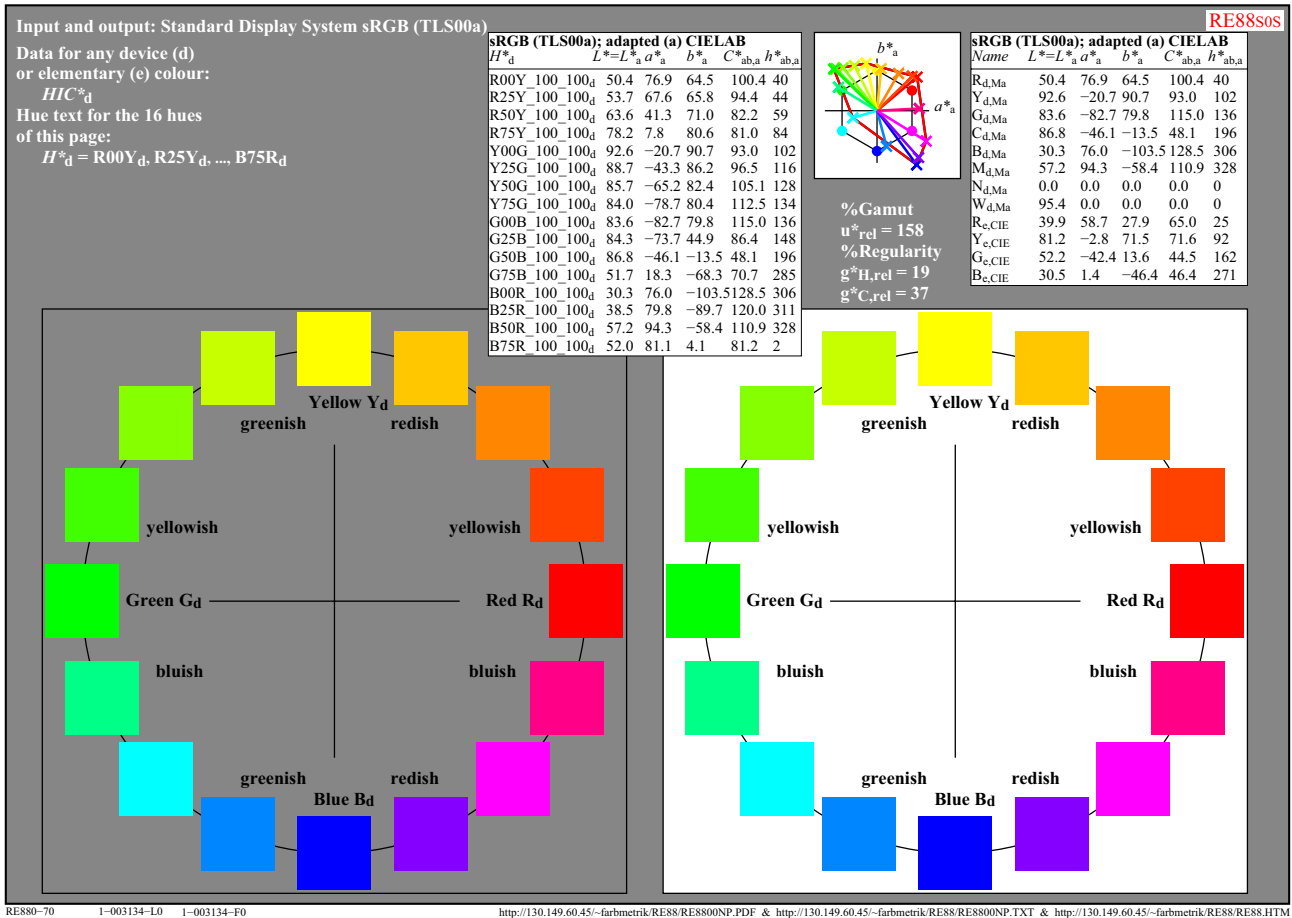 Input and output: Standard Display System sRGB (TLS00a)
RE88S0S
Data for any device (d)
or elementary (e) colour:
HIC*d
Hue text for the 16 hues
of this page:
H*d = R00Yd, R25Yd, ..., B75Rd
sRGB (TLS00a); adapted (a) CIELAB
H*d L*=L*a a*a b*a C*ab,a h*ab,a
R00Y_100_100d 50.4 76.9 64.5 100.4 40
R25Y_100_100d 53.7 67.6 65.8 94.4 44
R50Y_100_100d 63.6 41.3 71.0 82.2 59
R75Y_100_100d 78.2 7.8 80.6 81.0 84
Y00G_100_100d 92.6 −20.7 90.7 93.0 102
Y25G_100_100d 88.7 −43.3 86.2 96.5 116
Y50G_100_100d 85.7 −65.2 82.4 105.1 128
Y75G_100_100d 84.0 −78.7 80.4 112.5 134
G00B_100_100d 83.6 −82.7 79.8 115.0 136
G25B_100_100d 84.3 −73.7 44.9 86.4 148
G50B_100_100d 86.8 −46.1 −13.5 48.1 196
G75B_100_100d 51.7 18.3 −68.3 70.7 285
B00R_100_100d 30.3 76.0 −103.5 128.5 306
B25R_100_100d 38.5 79.8 −89.7 120.0 311
B50R_100_100d 57.2 94.3 −58.4 110.9 328
B75R_100_100d 52.0 81.1 4.1 81.2 2
b*a
a*a
%Gamut
u*rel = 158
%Regularity
g*H,rel = 19
g*C,rel = 37
sRGB (TLS00a); adapted (a) CIELAB
Name L*=L*a a*a b*a C*ab,a h*ab,a
Rd,Ma 50.4 76.9 64.5 100.4 40
Yd,Ma 92.6 −20.7 90.7 93.0 102
Gd,Ma 83.6 −82.7 79.8 115.0 136
Cd,Ma 86.8 −46.1 −13.5 48.1 196
Bd,Ma 30.3 76.0 −103.5 128.5 306
Md,Ma 57.2 94.3 −58.4 110.9 328
Nd,Ma 0.0 0.0 0.0 0.0 0
Wd,Ma 95.4 0.0 0.0 0.0 0
Re,CIE 39.9 58.7 27.9 65.0 25
Ye,CIE 81.2 −2.8 71.5 71.6 92
Ge,CIE 52.2 −42.4 13.6 44.5 162
Be,CIE 30.5 1.4 −46.4 46.4 271
Yellow Yd
greenish redish
yellowish yellowish
Green Gd Red Rd
bluish bluish
greenish redish
Blue Bd
Yellow Yd
greenish redish
yellowish yellowish
Green Gd Red Rd
bluish bluish
greenish redish
Blue Bd
RE880−70 1−003134−L0 1−003134−F0 http://130.149.60.45/~farbmetrik/RE88/RE8800NP.PDF & http://130.149.60.45/~farbmetrik/RE88/RE8800NP.TXT & http://130.149.60.45/~farbmetrik/RE88/RE88.HTM